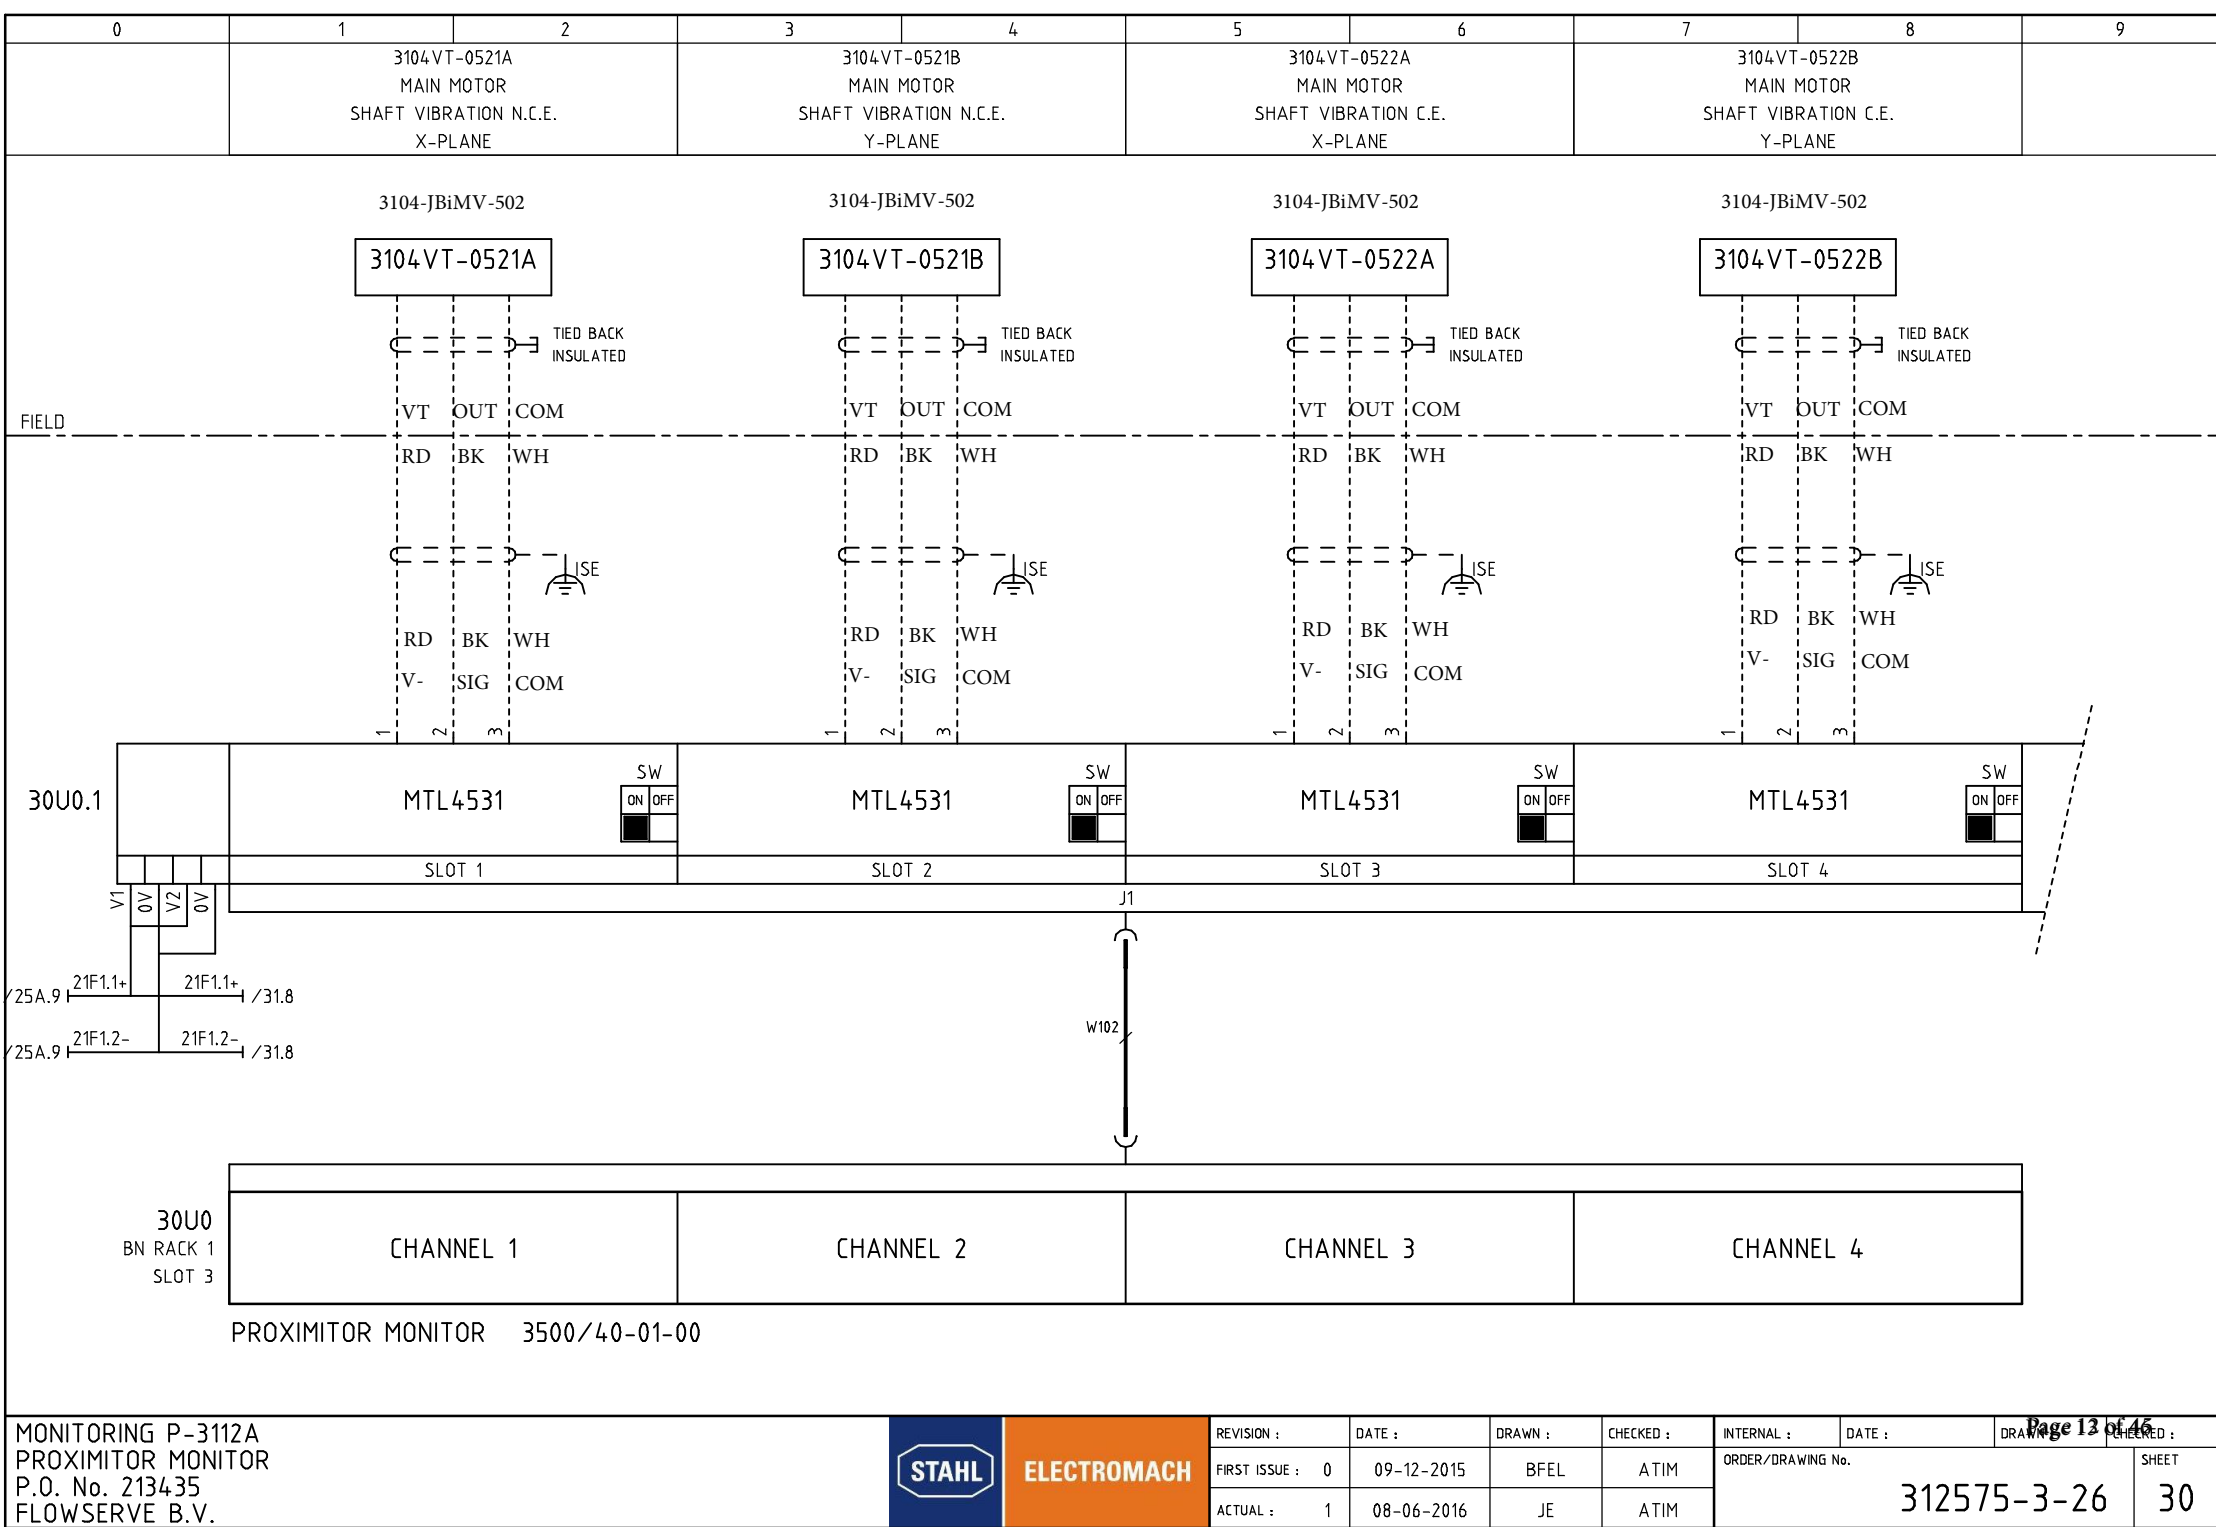 0 1 2 3 4 5 6 7 8 9
3104VT-0521A 3104VT-0521B 3104VT-0522A 3104VT-0522B
MAIN MOTOR MAIN MOTOR MAIN MOTOR MAIN MOTOR
SHAFT VIBRATION N.C.E. SHAFT VIBRATION N.C.E. SHAFT VIBRATION C.E. SHAFT VIBRATION C.E.
X-PLANE Y-PLANE X-PLANE Y-PLANE
3104-JBiMV-502 3104-JBiMV-502 3104-JBiMV-502 3104-JBiMV-502
3104VT-0521A 3104VT-0521B 3104VT-0522A 3104VT-0522B
TIED BACK TIED BACK TIED BACK TIED BACK
INSULATED INSULATED INSULATED INSULATED
VT OUT COM VT OUT COM VT OUT COM VT OUT COM
FIELD
RD BK WH RD BK WH RD BK WH RD BK WH
ISE ISE ISE ISE
RD BK WH RD BK WH RD BK WH RD BK WH
V- SIG COM V- SIG COM V- SIG COM V- SIG COM
1 2 3 1 2 3 1 2 3 1 2 3
SW SW SW SW
30U0.1 MTL4531 ON OFF MTL4531 ON OFF MTL4531 ON OFF MTL4531 ON OFF
SLOT 1 SLOT 2 SLOT 3 SLOT 4
V1 0V V2 0V J1
/25A.9 21F1.1+ 21F1.1+ /31.8
W102
/25A.9 21F1.2- 21F1.2- /31.8
30U0
BN RACK 1
SLOT 3
CHANNEL 1 CHANNEL 2 CHANNEL 3 CHANNEL 4
PROXIMITOR MONITOR 3500/40-01-00
MONITORING P-3112A
PROXIMITOR MONITOR
P.O. No. 213435
FLOWSERVE B.V.
STAHL ELECTROMACH
REVISION : DATE : DRAWN : CHECKED :
FIRST ISSUE : 0 09-12-2015 BFEL ATIM
ACTUAL : 1 08-06-2016 JE ATIM
INTERNAL : DATE : DRAWN : CHECKED :
ORDER/DRAWING No. SHEET
312575-3-26 30